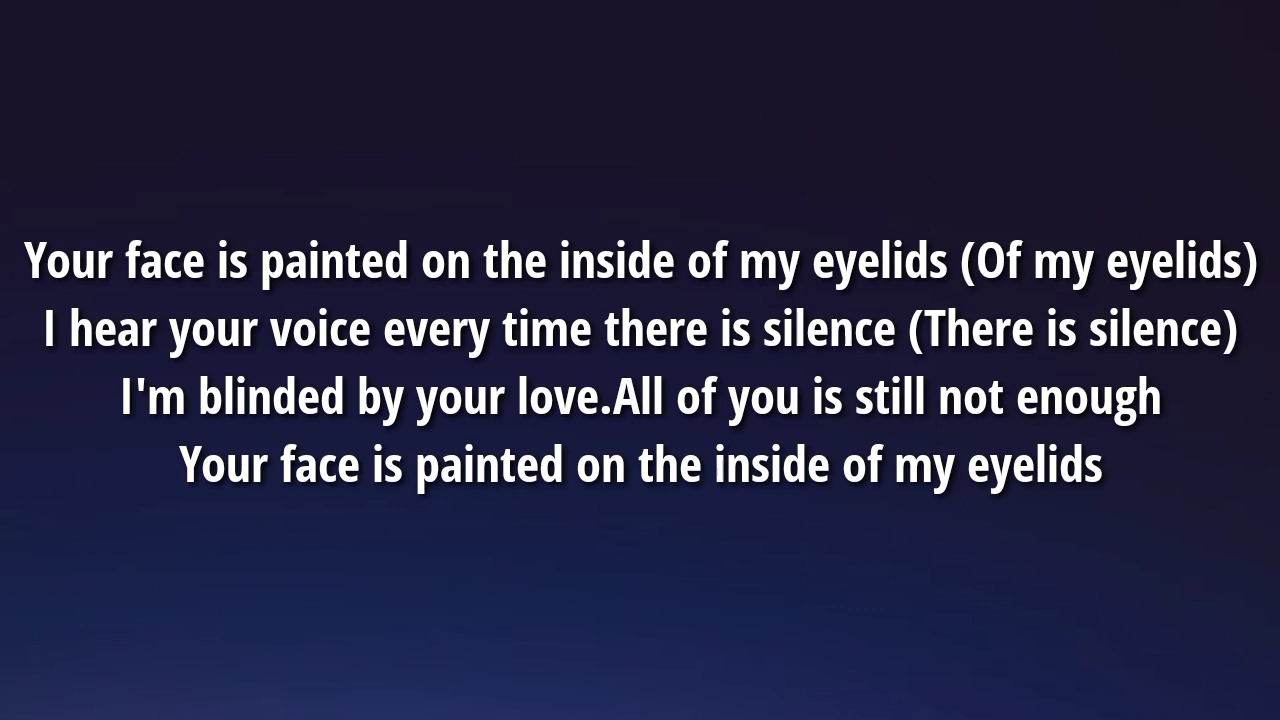 Your face is painted on the inside of my eyelids (Of my eyelids)
I hear your voice every time there is silence (There is silence)
I'm blinded by your love.All of you is still not enough
Your face is painted on the inside of my eyelids